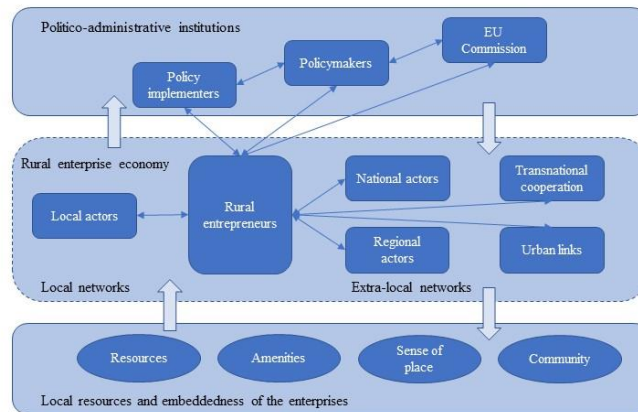 Politico-administrative institutions
EU
Commission
Policymakers
Policy
implementers
Rural enterprise economy
Rural
entrepreneurs
National actors
Transnational
cooperation
Local actors
Regional
actors
Urban links
Local networks
Extra-local networks
Resources
Amenities
Sense of
place
Community
Local resources and embeddedness of the enterprises